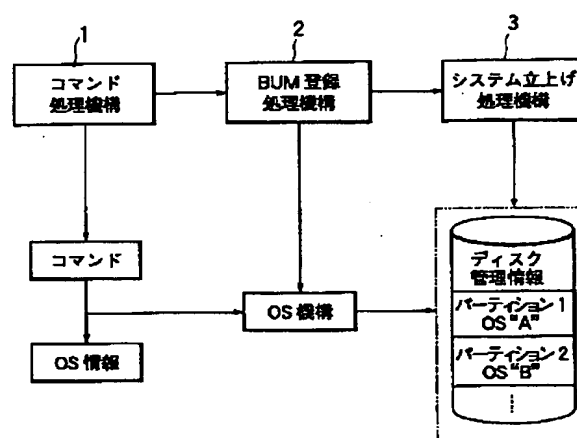 1
2
3
コマンド
処理機構
BUM 登録
処理機構
システム立上げ
処理機構
コマンド
OS 情報
OS 機構
ディスク
管理情報
パーティション 1
OS "A"
パーティション 2
OS "B"